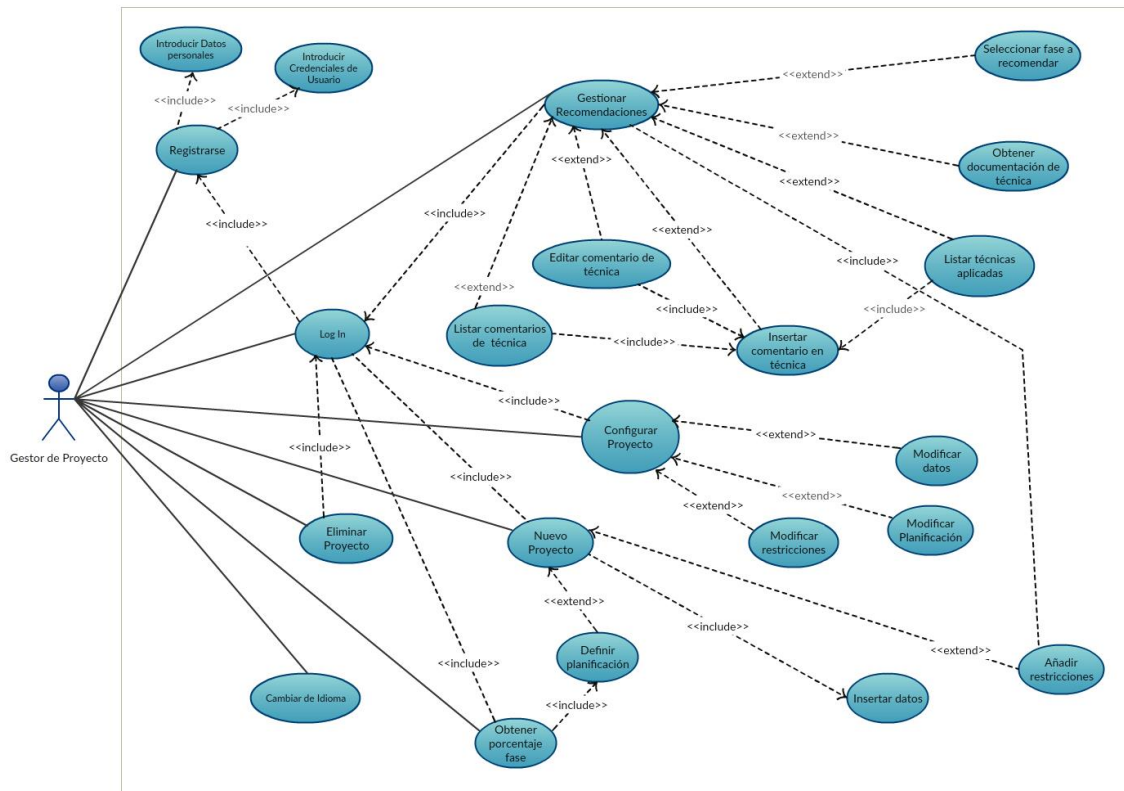 Introducir Datos
personales
Introducir
Credenciales de
Usuario
<<include>>
<<include>>
Registrarse
<<include>>
Gestionar
Recomendaciones
<<extend>>
Seleccionar fase a
recomendar
<<extend>>
Obtener
documentación de
técnica
<<extend>>
<<extend>>
<<include>>
<<extend>>
<<include>>
Listar técnicas
aplicadas
Editar comentario de
técnica
<<extend>>
<<include>>
<<include>>
Listar comentarios
de técnica
<<include>>
Insertar
comentario en
técnica
Log In
<<include>>
Gestor de Proyecto
Configurar
Proyecto
<<extend>>
Modificar
datos
<<include>>
<<include>>
<<extend>>
<<extend>>
Modificar
restricciones
Modificar
Planificación
Eliminar
Proyecto
Nuevo
Proyecto
<<extend>>
<<include>>
<<extend>>
Definir
planificación
<<include>>
<<include>>
Añadir
restricciones
Cambiar de Idioma
Insertar datos
Obtener
porcentaje
fase